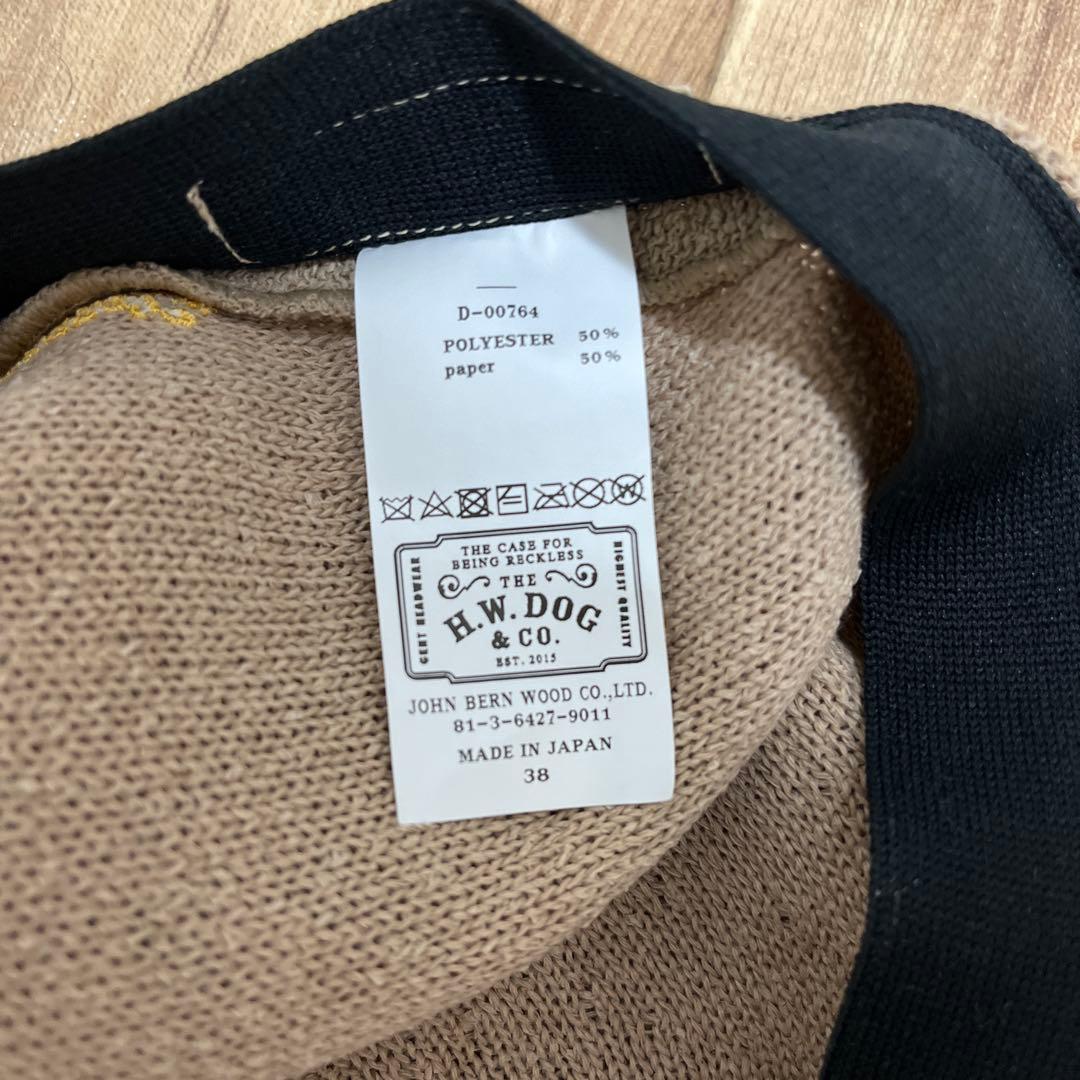 D-00764
POLYESTER 50%
paper 50%
THE CASE FOR
BEING RECKLESS
GENT HEADWEAR
HIGHEST QUALITY
THE
H.W. DOG
& CO.
EST. 2015
JOHN BERN WOOD CO.,LTD.
81-3-6427-9011
MADE IN JAPAN
38